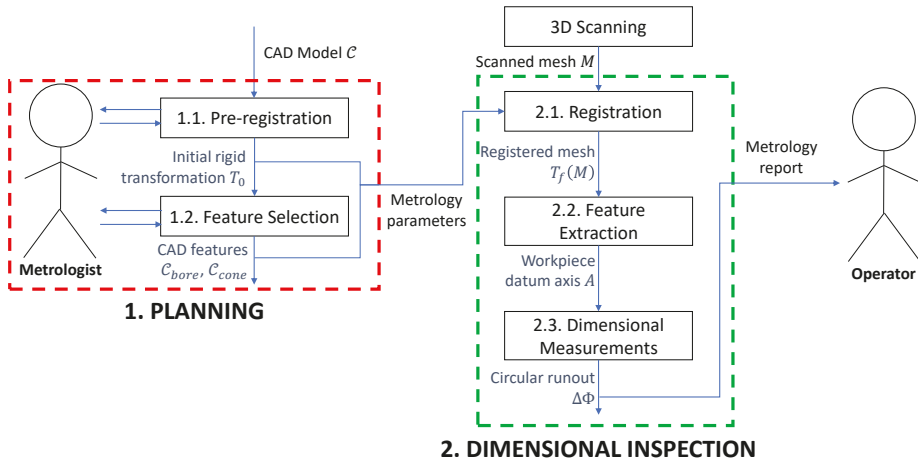 CAD Model 𝒞
1.1. Pre-registration
Initial rigid
transformation T₀
1.2. Feature Selection
CAD features
𝒞bore, 𝒞cone
Metrologist
1. PLANNING
Metrology
parameters
3D Scanning
Scanned mesh M
2.1. Registration
Registered mesh
T_f(M)
2.2. Feature
Extraction
Workpiece
datum axis A
2.3. Dimensional
Measurements
Circular runout
ΔΦ
2. DIMENSIONAL INSPECTION
Metrology
report
Operator